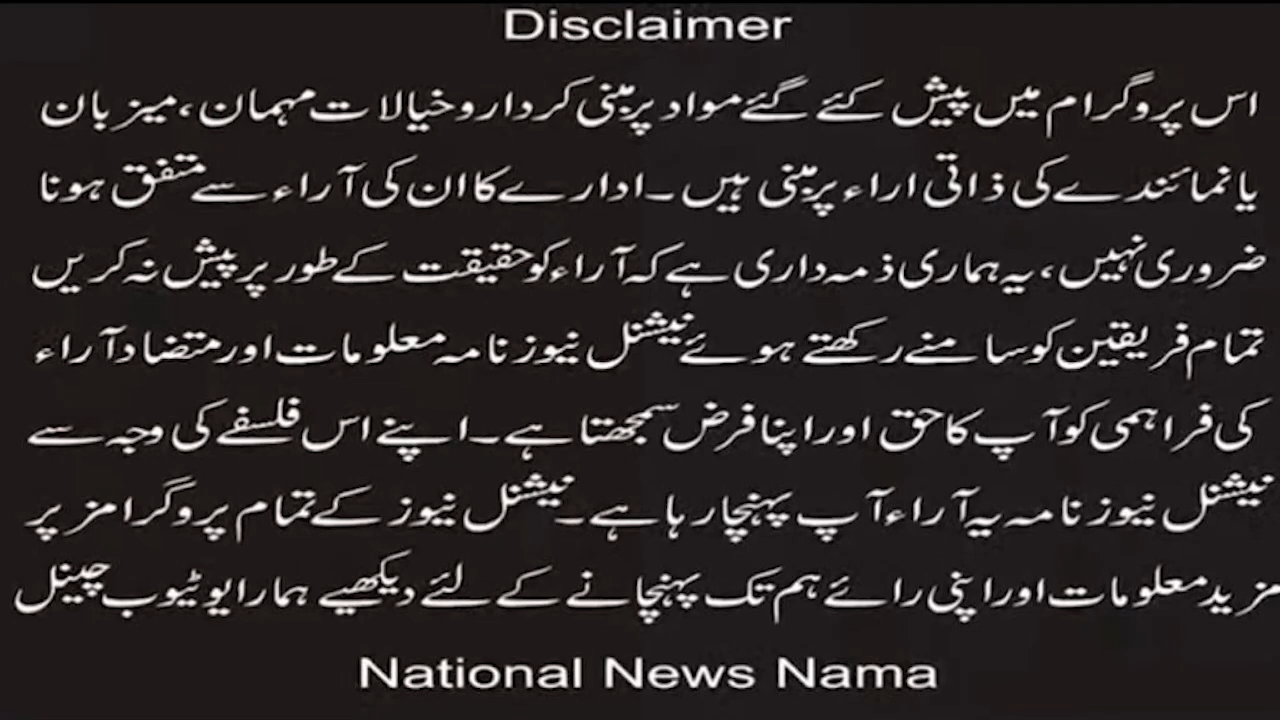 Disclaimer
اس پروگرام میں پیش کئے گئے مواد پر مبنی کردار و خیالات مہمان، میزبان
یا نمائندے کی ذاتی اراء پر مبنی ہیں۔ ادارے کا ان کی آراء سے متفق ہونا
ضروری نہیں، یہ ہماری ذمہ داری ہے کہ آراء کو حقیقت کے طور پر پیش نہ کریں
تمام فریقین کو سامنے رکھتے ہوئے نیشنل نیوز نامہ معلومات اور متضاد آراء
کی فراہمی کو آپ کا حق اور اپنا فرض سمجھتا ہے۔ اپنے اس فلسفے کی وجہ سے
نیشنل نیوز نامہ یہ آراء آپ پہنچا رہا ہے۔ نیشنل نیوز کے تمام پروگرامز پر
مزید معلومات اور اپنی رائے ہم تک پہنچانے کے لئے دیکھیے ہمارا یوٹیوب چینل
National News Nama